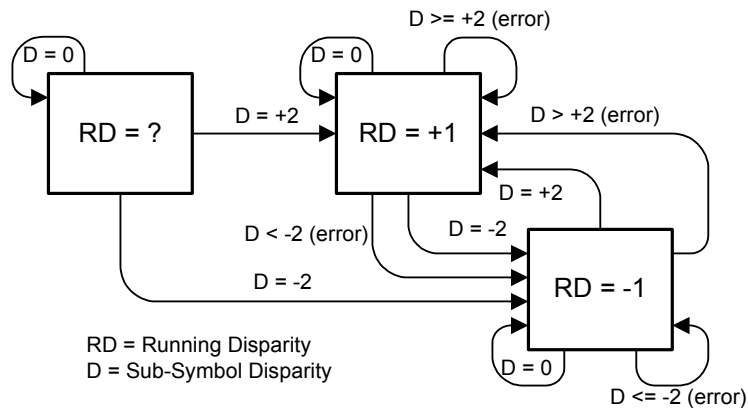 D >= +2 (error)
D = 0
D = 0
D = +2
D > +2 (error)
RD = ?
RD = +1
D = +2
D < -2 (error)
D = -2
D = -2
RD = -1
RD = Running Disparity
D = Sub-Symbol Disparity
D = 0
D <= -2 (error)